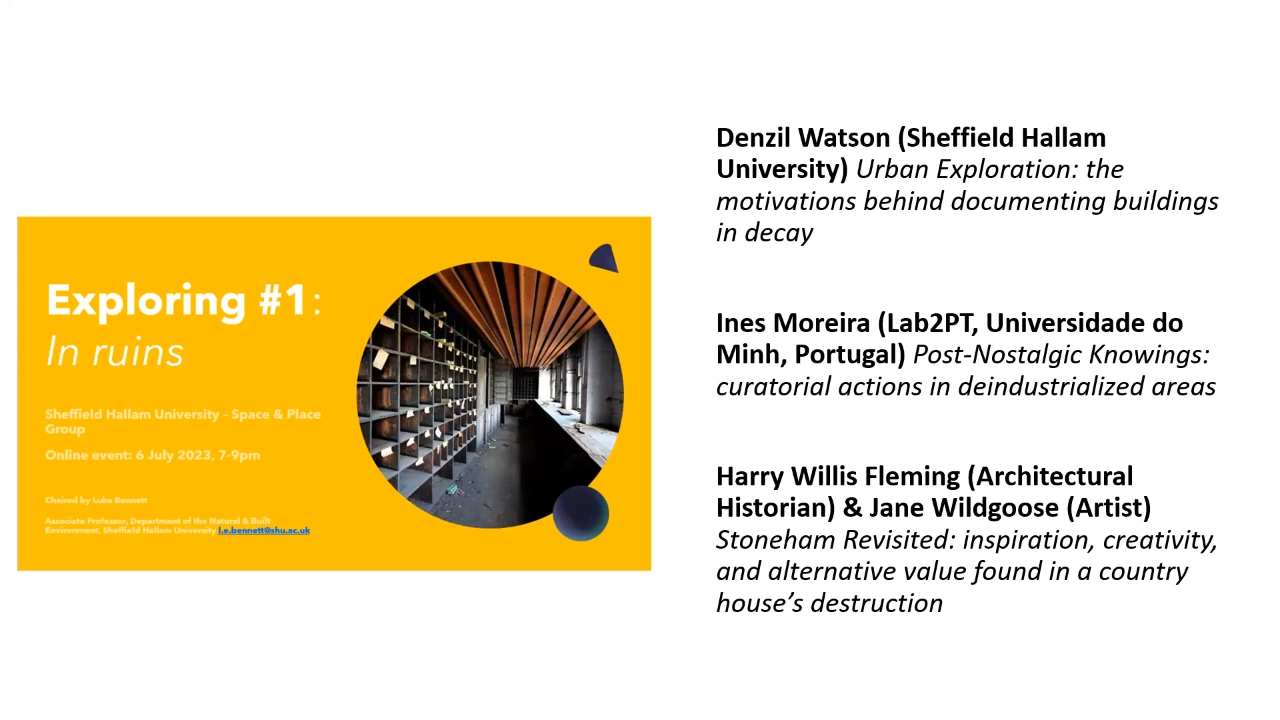 Exploring #1:
In ruins
Sheffield Hallam University – Space & Place
Group
Online event: 6 July 2023, 7-9pm
Chaired by Luke Bennett
Associate Professor, Department of the Natural & Built
Environment, Sheffield Hallam University l.e.bennett@shu.ac.uk
Denzil Watson (Sheffield Hallam
University) Urban Exploration: the
motivations behind documenting buildings
in decay
Ines Moreira (Lab2PT, Universidade do
Minh, Portugal) Post-Nostalgic Knowings:
curatorial actions in deindustrialized areas
Harry Willis Fleming (Architectural
Historian) & Jane Wildgoose (Artist)
Stoneham Revisited: inspiration, creativity,
and alternative value found in a country
house’s destruction